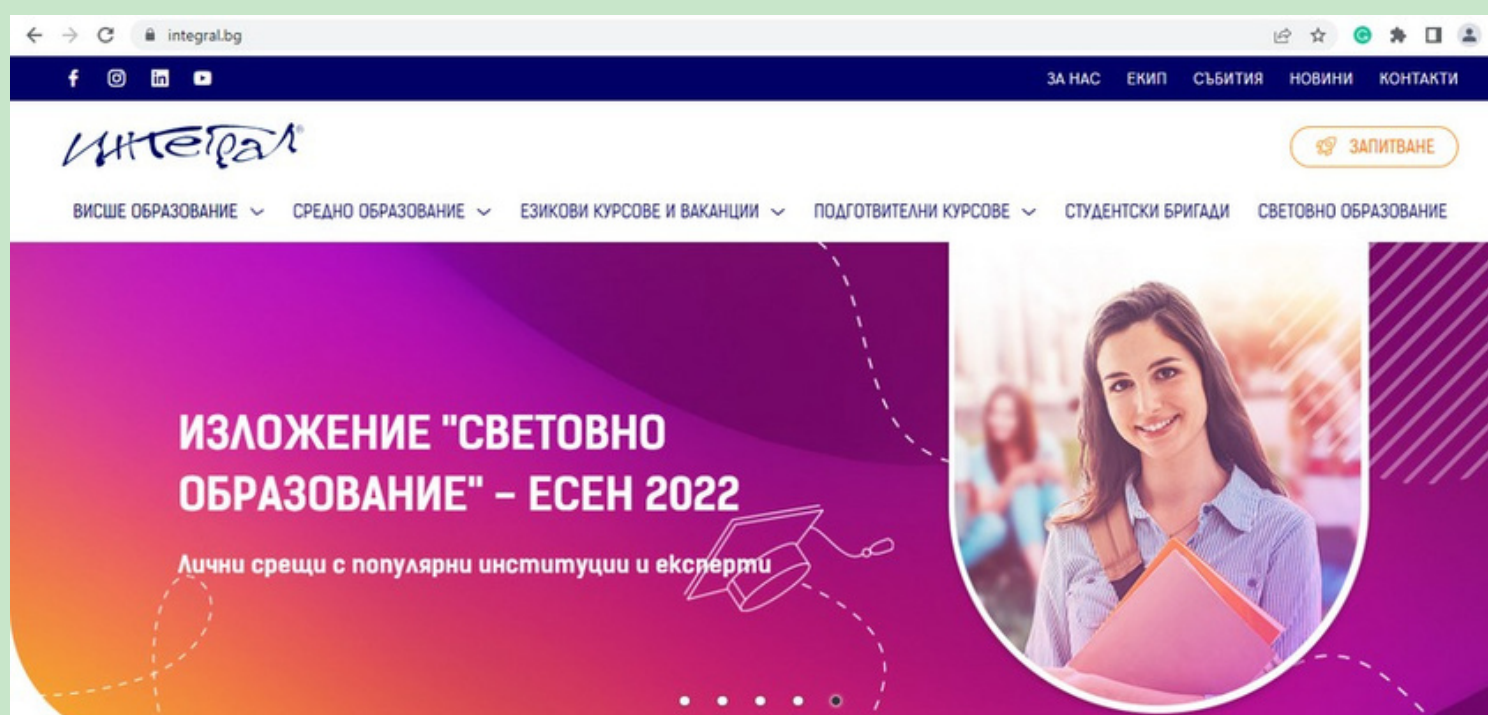 integral.bg
ЗА НАС ЕКИП СЪБИТИЯ НОВИНИ КОНТАКТИ
интеграл®
ЗАПИТВАНЕ
ВИСШЕ ОБРАЗОВАНИЕ СРЕДНО ОБРАЗОВАНИЕ ЕЗИКОВИ КУРСОВЕ И ВАКАНЦИИ ПОДГОТВИТЕЛНИ КУРСОВЕ СТУДЕНТСКИ БРИГАДИ СВЕТОВНО ОБРАЗОВАНИЕ
ИЗЛОЖЕНИЕ "СВЕТОВНО
ОБРАЗОВАНИЕ" – ЕСЕН 2022
Лични срещи с популярни институции и експерти